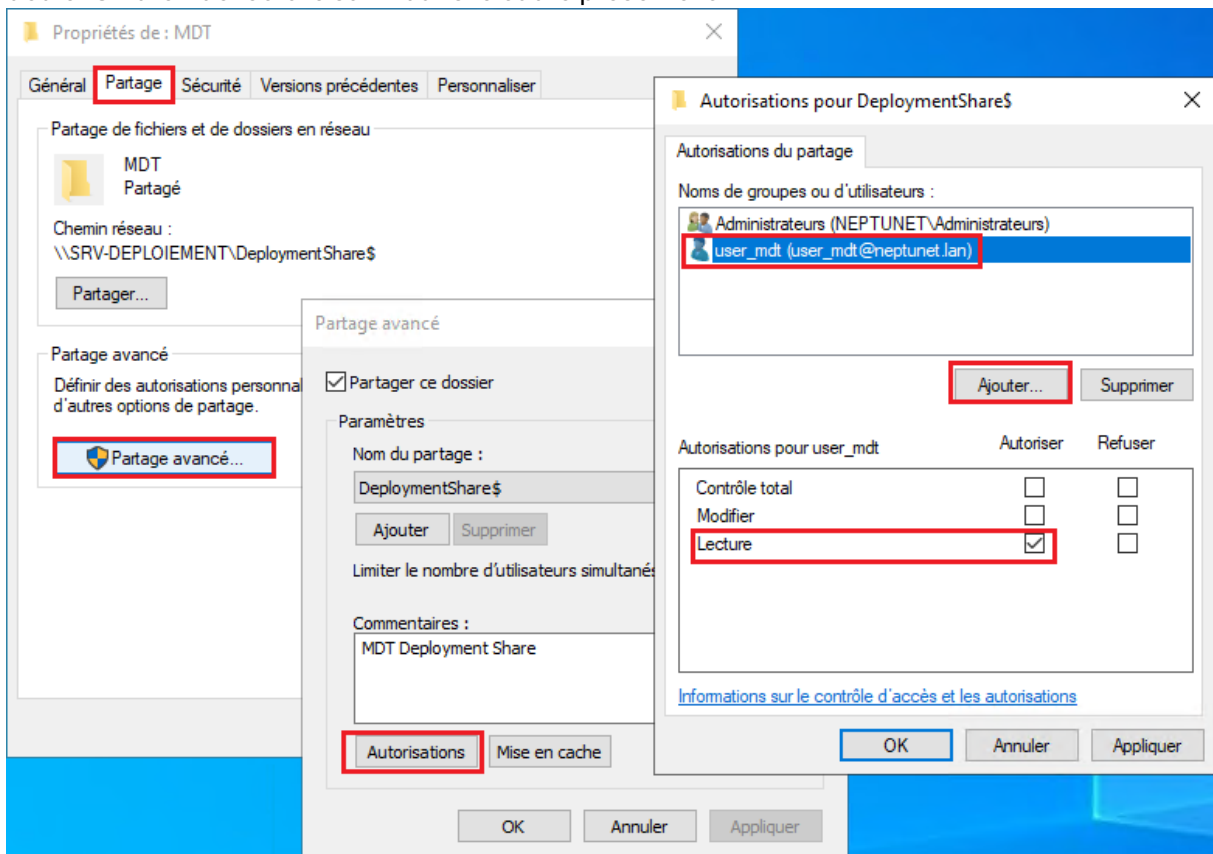 Propriétés de : MDT
Général Partage Sécurité Versions précédentes Personnaliser
Partage de fichiers et de dossiers en réseau
MDT
Partagé
Chemin réseau :
\\SRV-DEPLOIEMENT\DeploymentShare$
Partager...
Partage avancé
Définir des autorisations personnal
d'autres options de partage.
Partage avancé...
Partage avancé
Partager ce dossier
Paramètres
Nom du partage :
DeploymentShare$
Ajouter Supprimer
Limiter le nombre d'utilisateurs simultanés
Commentaires :
MDT Deployment Share
Autorisations Mise en cache
OK Annuler Appliquer
Autorisations pour DeploymentShare$
Autorisations du partage
Noms de groupes ou d'utilisateurs :
Administrateurs (NEPTUNET\Administrateurs)
user_mdt (user_mdt@neptunet.lan)
Ajouter... Supprimer
Autorisations pour user_mdt Autoriser Refuser
Contrôle total
Modifier
Lecture
Informations sur le contrôle d'accès et les autorisations
OK Annuler Appliquer